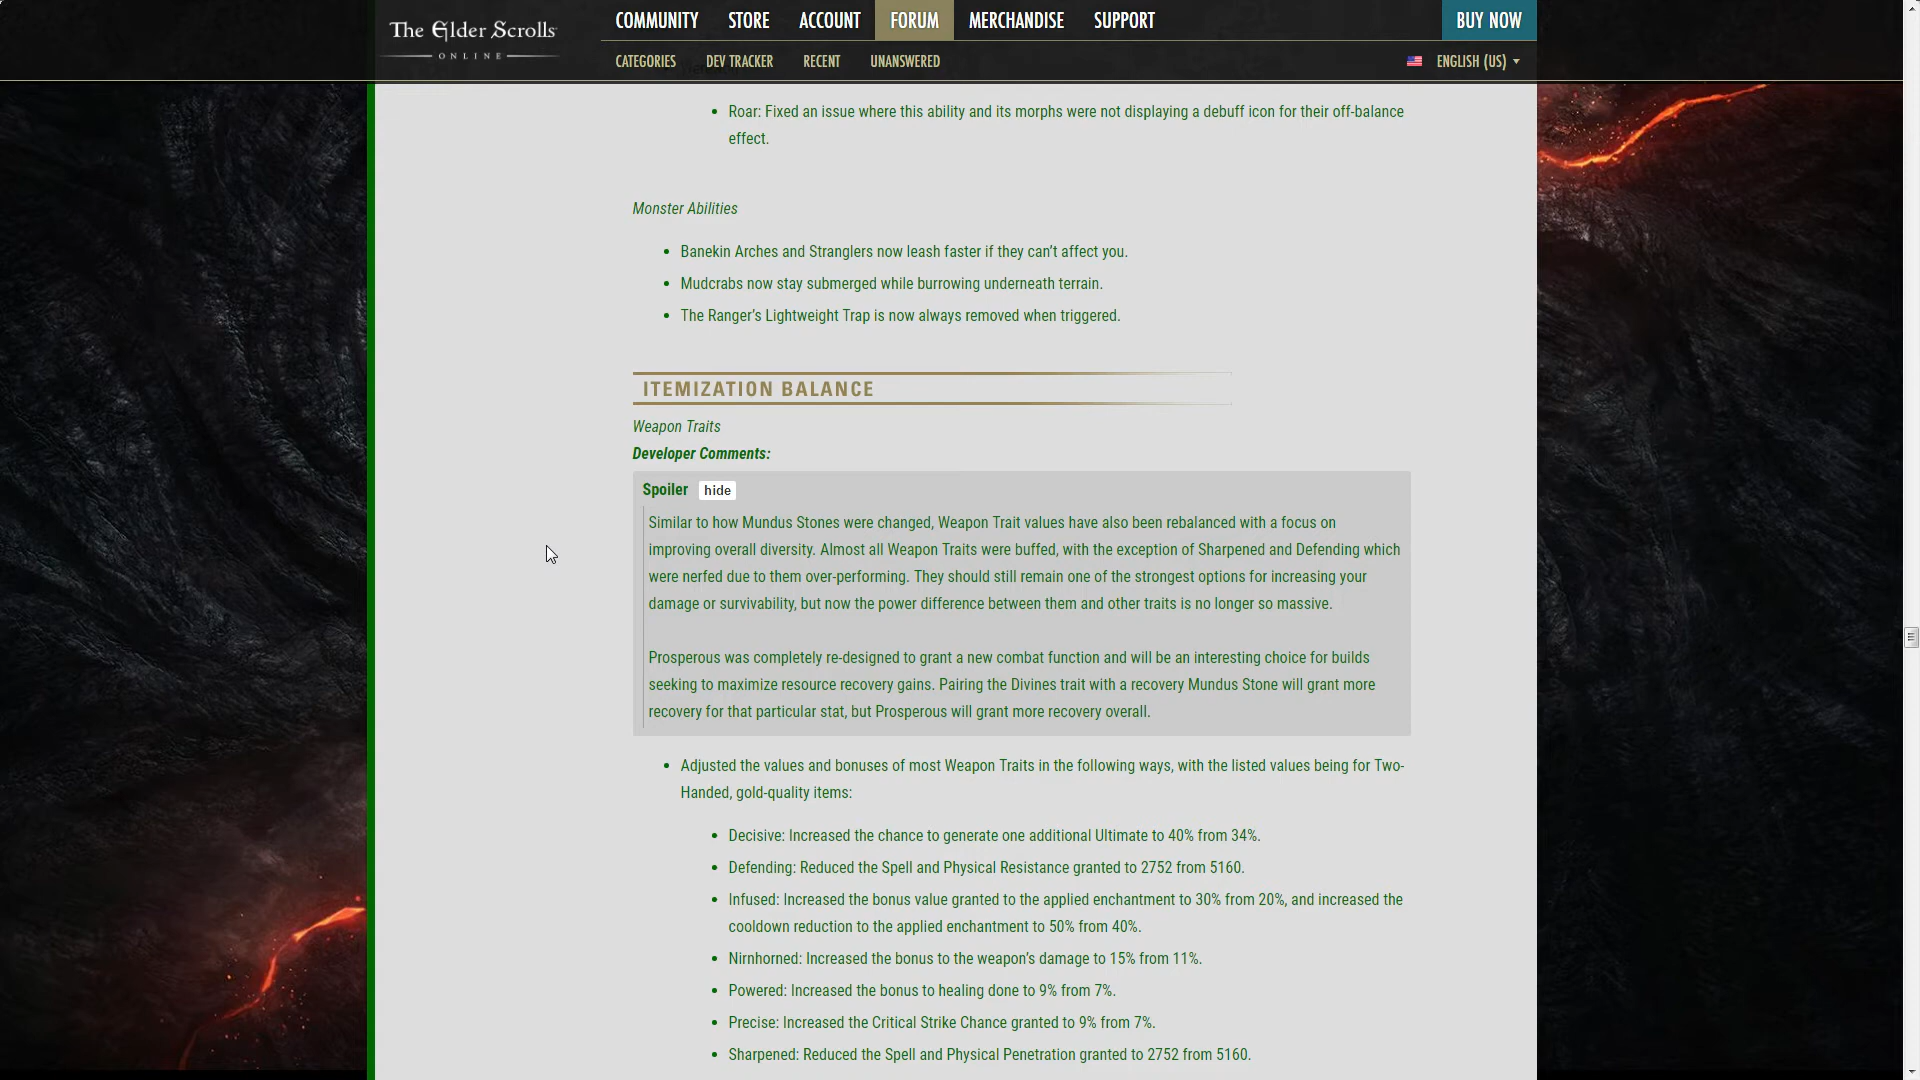 The Elder Scrolls
ONLINE
COMMUNITY STORE ACCOUNT FORUM MERCHANDISE SUPPORT BUY NOW
CATEGORIES DEV TRACKER RECENT UNANSWERED ENGLISH (US)
• Roar: Fixed an issue where this ability and its morphs were not displaying a debuff icon for their off-balance
effect.
Monster Abilities
• Banekin Arches and Stranglers now leash faster if they can’t affect you.
• Mudcrabs now stay submerged while burrowing underneath terrain.
• The Ranger’s Lightweight Trap is now always removed when triggered.
ITEMIZATION BALANCE
Weapon Traits
Developer Comments:
Spoiler hide
Similar to how Mundus Stones were changed, Weapon Trait values have also been rebalanced with a focus on
improving overall diversity. Almost all Weapon Traits were buffed, with the exception of Sharpened and Defending which
were nerfed due to them over-performing. They should still remain one of the strongest options for increasing your
damage or survivability, but now the power difference between them and other traits is no longer so massive.
Prosperous was completely re-designed to grant a new combat function and will be an interesting choice for builds
seeking to maximize resource recovery gains. Pairing the Divines trait with a recovery Mundus Stone will grant more
recovery for that particular stat, but Prosperous will grant more recovery overall.
• Adjusted the values and bonuses of most Weapon Traits in the following ways, with the listed values being for Two-
Handed, gold-quality items:
• Decisive: Increased the chance to generate one additional Ultimate to 40% from 34%.
• Defending: Reduced the Spell and Physical Resistance granted to 2752 from 5160.
• Infused: Increased the bonus value granted to the applied enchantment to 30% from 20%, and increased the
cooldown reduction to the applied enchantment to 50% from 40%.
• Nirnhorned: Increased the bonus to the weapon’s damage to 15% from 11%.
• Powered: Increased the bonus to healing done to 9% from 7%.
• Precise: Increased the Critical Strike Chance granted to 9% from 7%.
• Sharpened: Reduced the Spell and Physical Penetration granted to 2752 from 5160.